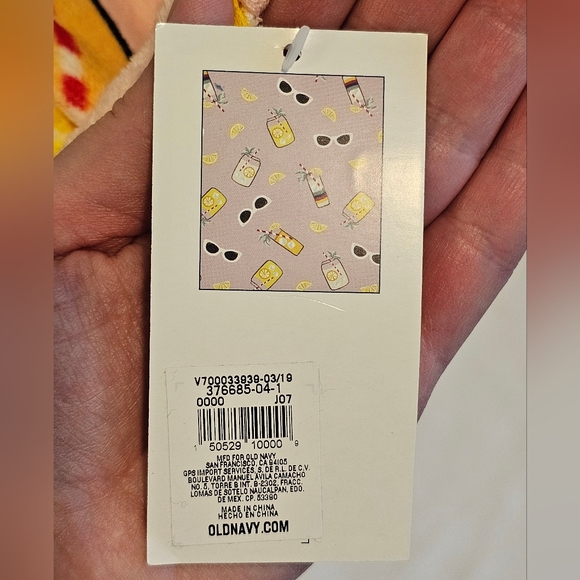 V700033939-03/19
376685-04-1
0000 J07
1 50529 10000 9
MFD FOR OLD NAVY
SAN FRANCISCO, CA 94105
GPS IMPORT SERVICES, S. DE R.L. DE C.V.
BOULEVARD MANUEL AVILA CAMACHO
NO. 5, TORRE B INT. B-2302, FRACC.
LOMAS DE SOTELO NAUCALPAN, EDO.
DE MEX. CP. 53390
MADE IN CHINA
HECHO EN CHINA
OLDNAVY.COM